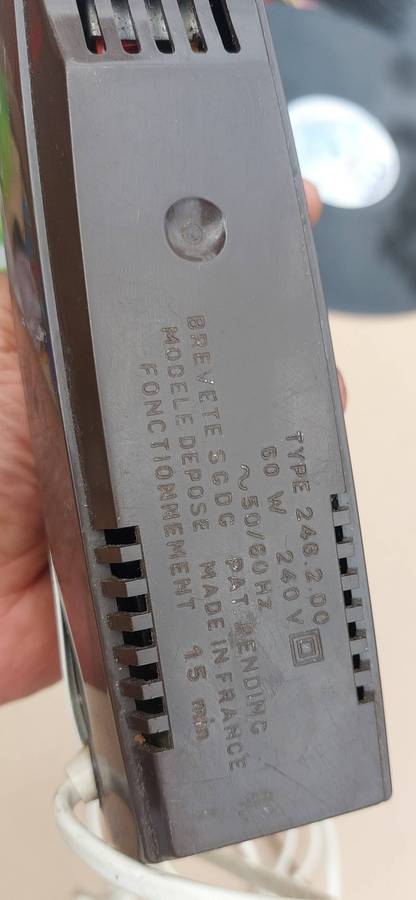 TYPE 246.2.00
60 W 240V
~50/60HZ
BREVETE SGDG PAT PENDING
MODELE DEPOSE MADE IN FRANCE
FONCTIONNEMENT 15 min